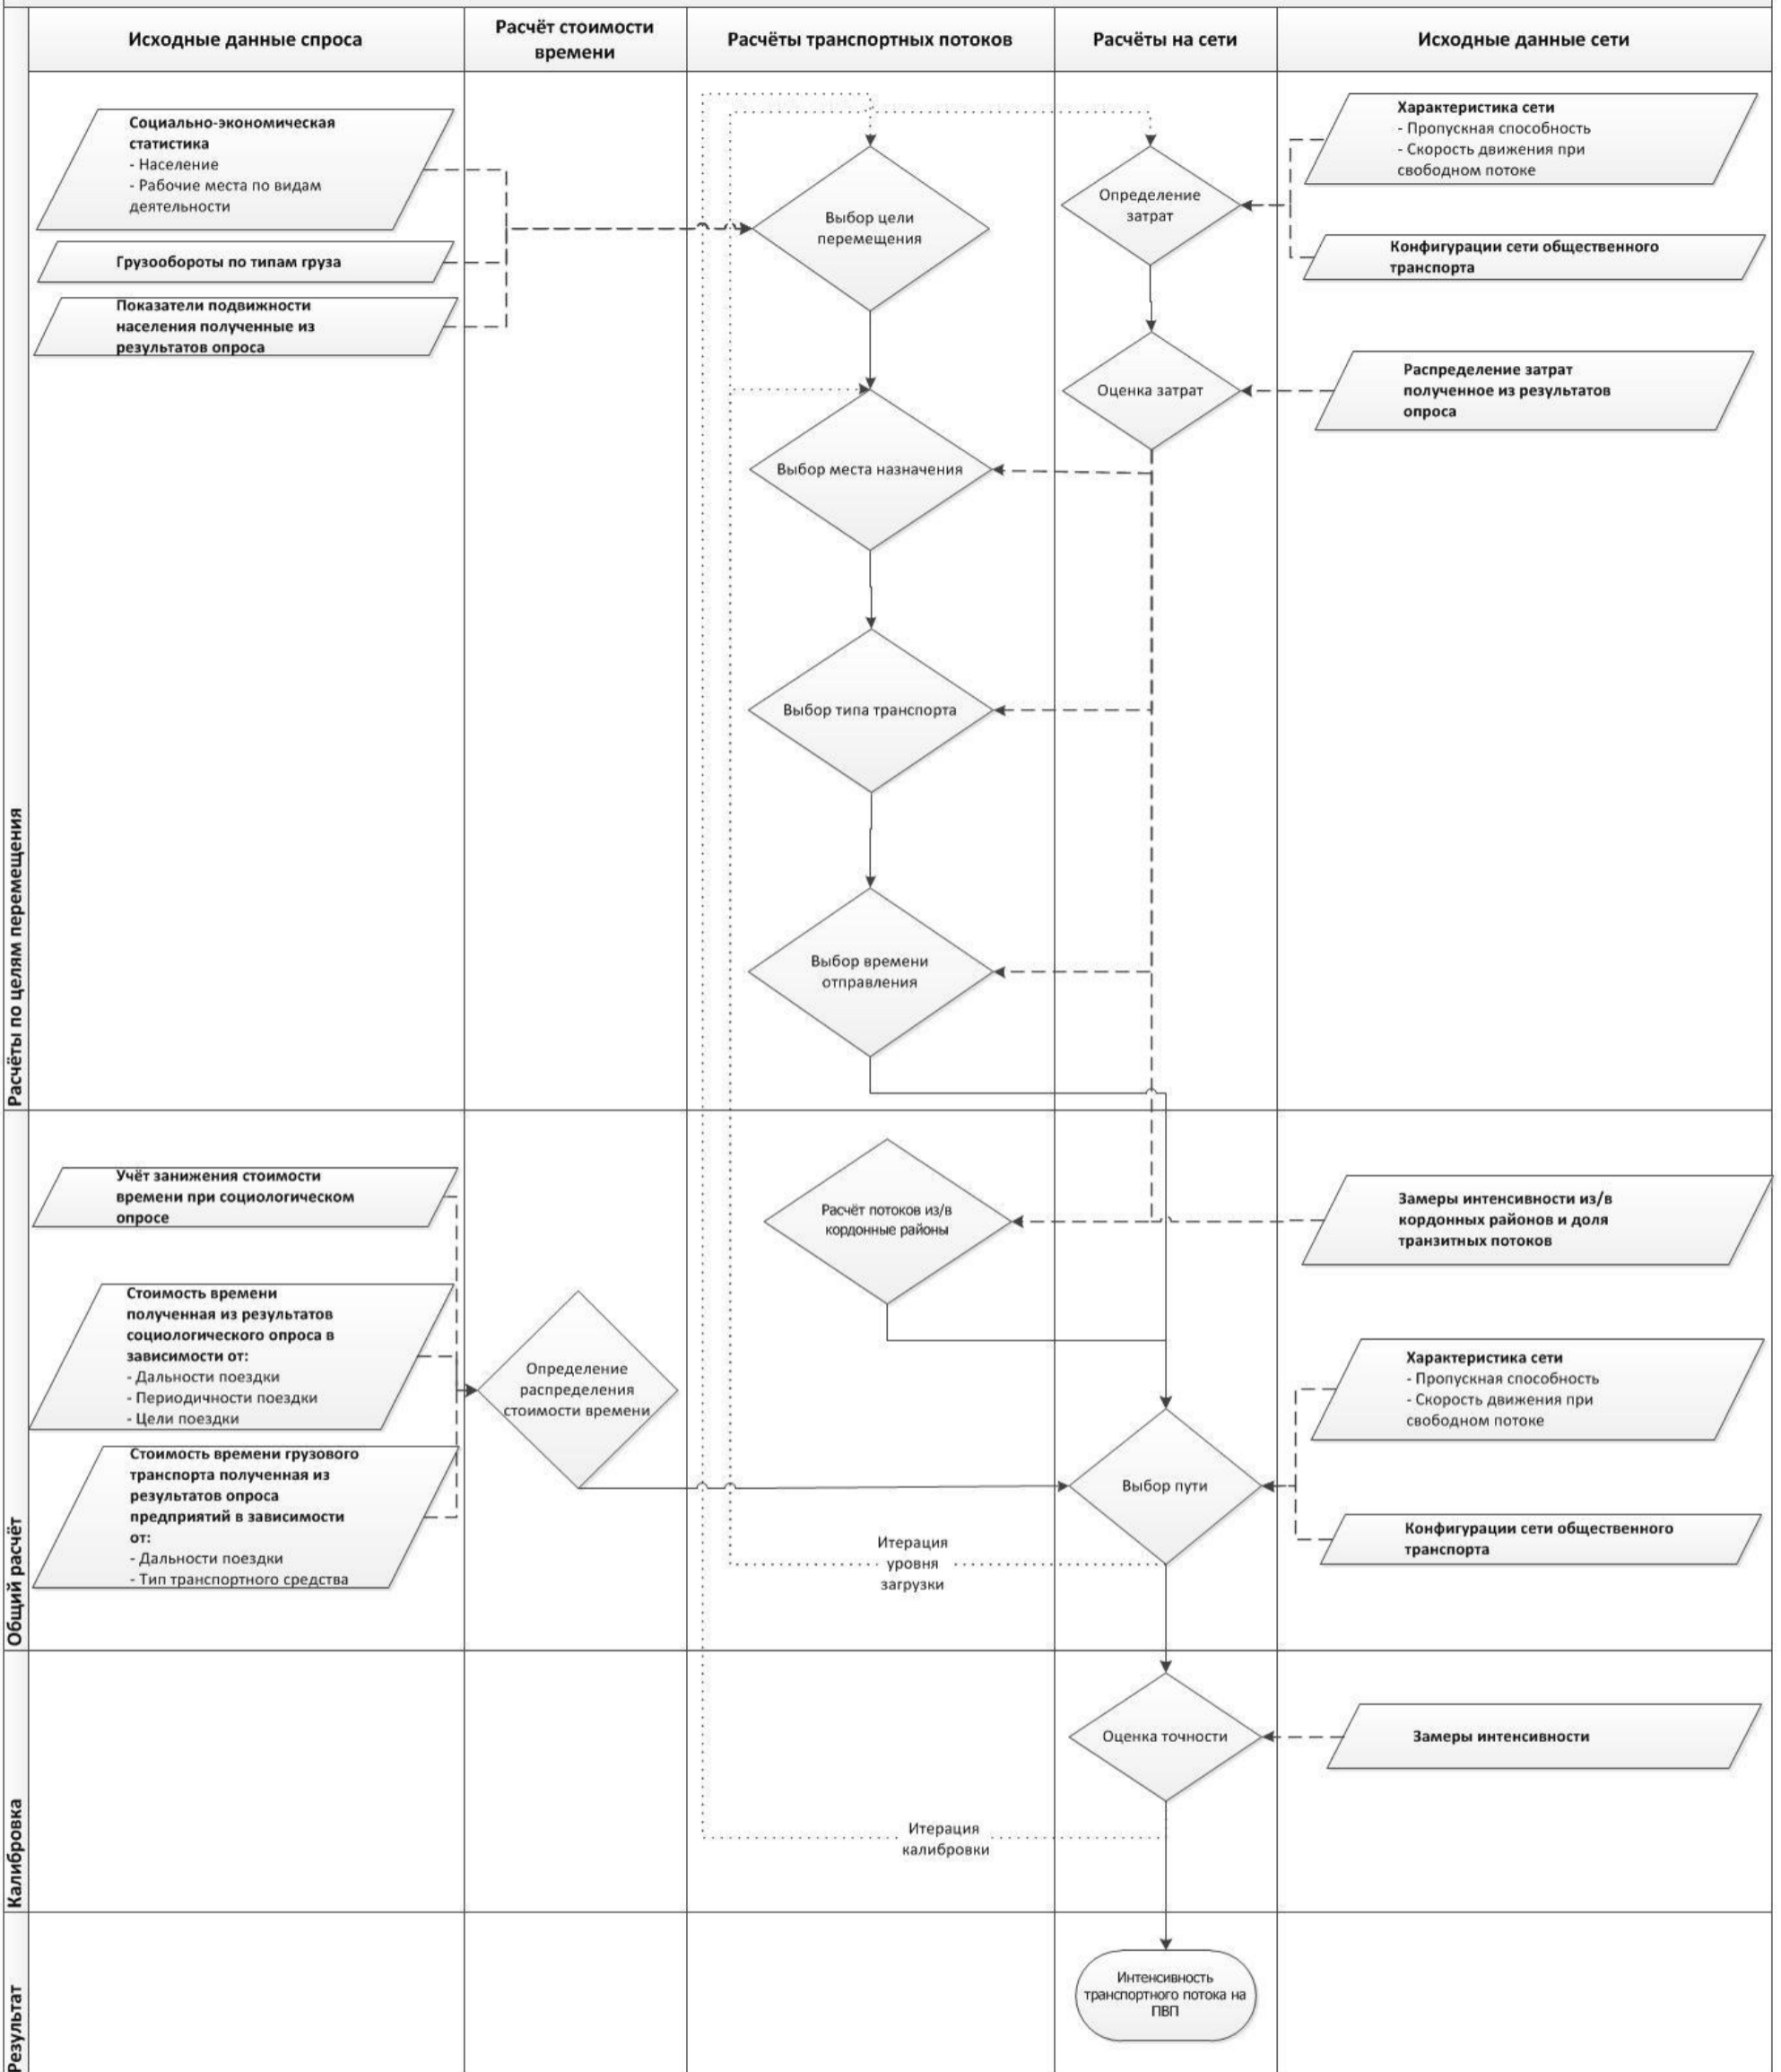 Исходные данные спроса
Расчёт стоимости
времени
Расчёты транспортных потоков
Расчёты на сети
Исходные данные сети
Расчёты по целям перемещения
Социально-экономическая
статистика
- Население
- Рабочие места по видам
деятельности
Грузообороты по типам груза
Показатели подвижности
населения полученные из
результатов опроса
Выбор цели
перемещения
Определение
затрат
Характеристика сети
- Пропускная способность
- Скорость движения при
свободном потоке
Конфигурации сети общественного
транспорта
Оценка затрат
Распределение затрат
полученное из результатов
опроса
Выбор места назначения
Выбор типа транспорта
Выбор времени
отправления
Общий расчёт
Учёт занижения стоимости
времени при социологическом
опросе
Стоимость времени
полученная из результатов
социологического опроса в
зависимости от:
- Дальности поездки
- Периодичности поездки
- Цели поездки
Стоимость времени грузового
транспорта полученная из
результатов опроса
предприятий в зависимости
от:
- Дальности поездки
- Тип транспортного средства
Определение
распределения
стоимости времени
Расчёт потоков из/в
кордонные районы
Замеры интенсивности из/в
кордонных районов и доля
транзитных потоков
Выбор пути
Характеристика сети
- Пропускная способность
- Скорость движения при
свободном потоке
Конфигурации сети общественного
транспорта
Итерация
уровня
загрузки
Калибровка
Оценка точности
Замеры интенсивности
Итерация
калибровки
Результат
Интенсивность
транспортного потока на
ПВП